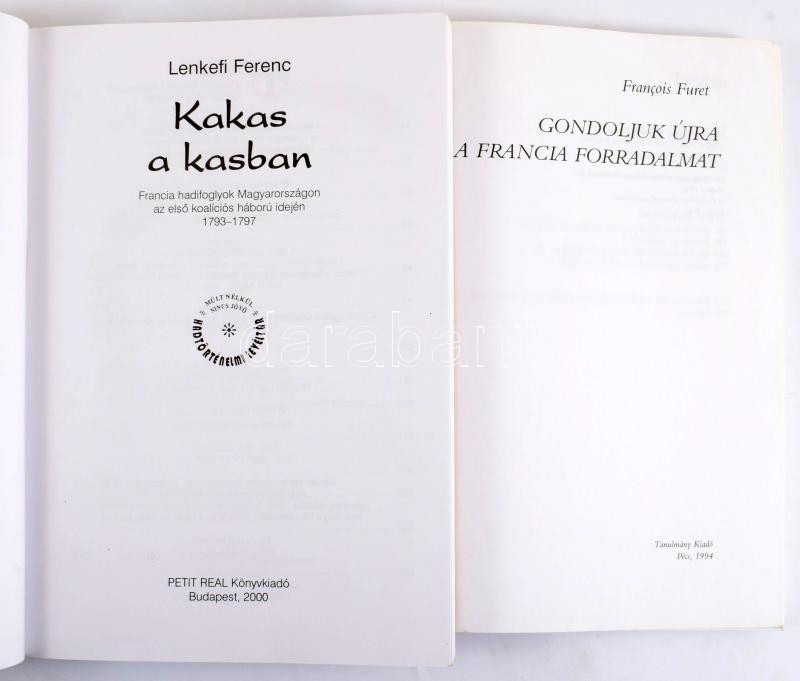 Lenkefi Ferenc
Kakas
a kasban
Francia hadifoglyok Magyarországon
az első koalíciós háború idején
1793–1797
MÚLT NÉLKÜL
NINCS JÖVŐ
HADTÖRTÉNELMI LEVÉLTÁR
PETIT REAL Könyvkiadó
Budapest, 2000
François Furet
GONDOLJUK ÚJRA
A FRANCIA FORRADALMAT
Tanulmány Kiadó
Pécs, 1994
darabanth